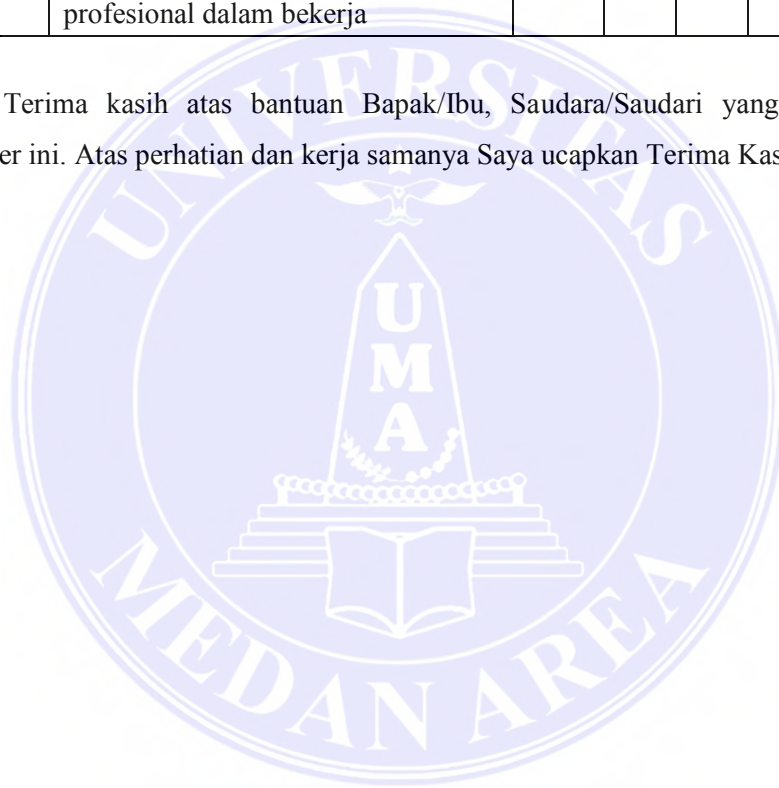 profesional dalam bekerja
Terima kasih atas bantuan Bapak/Ibu, Saudara/Saudari yang
er ini. Atas perhatian dan kerja samanya Saya ucapkan Terima Kas
UNIVERSITAS
U
M
A
MEDAN AREA